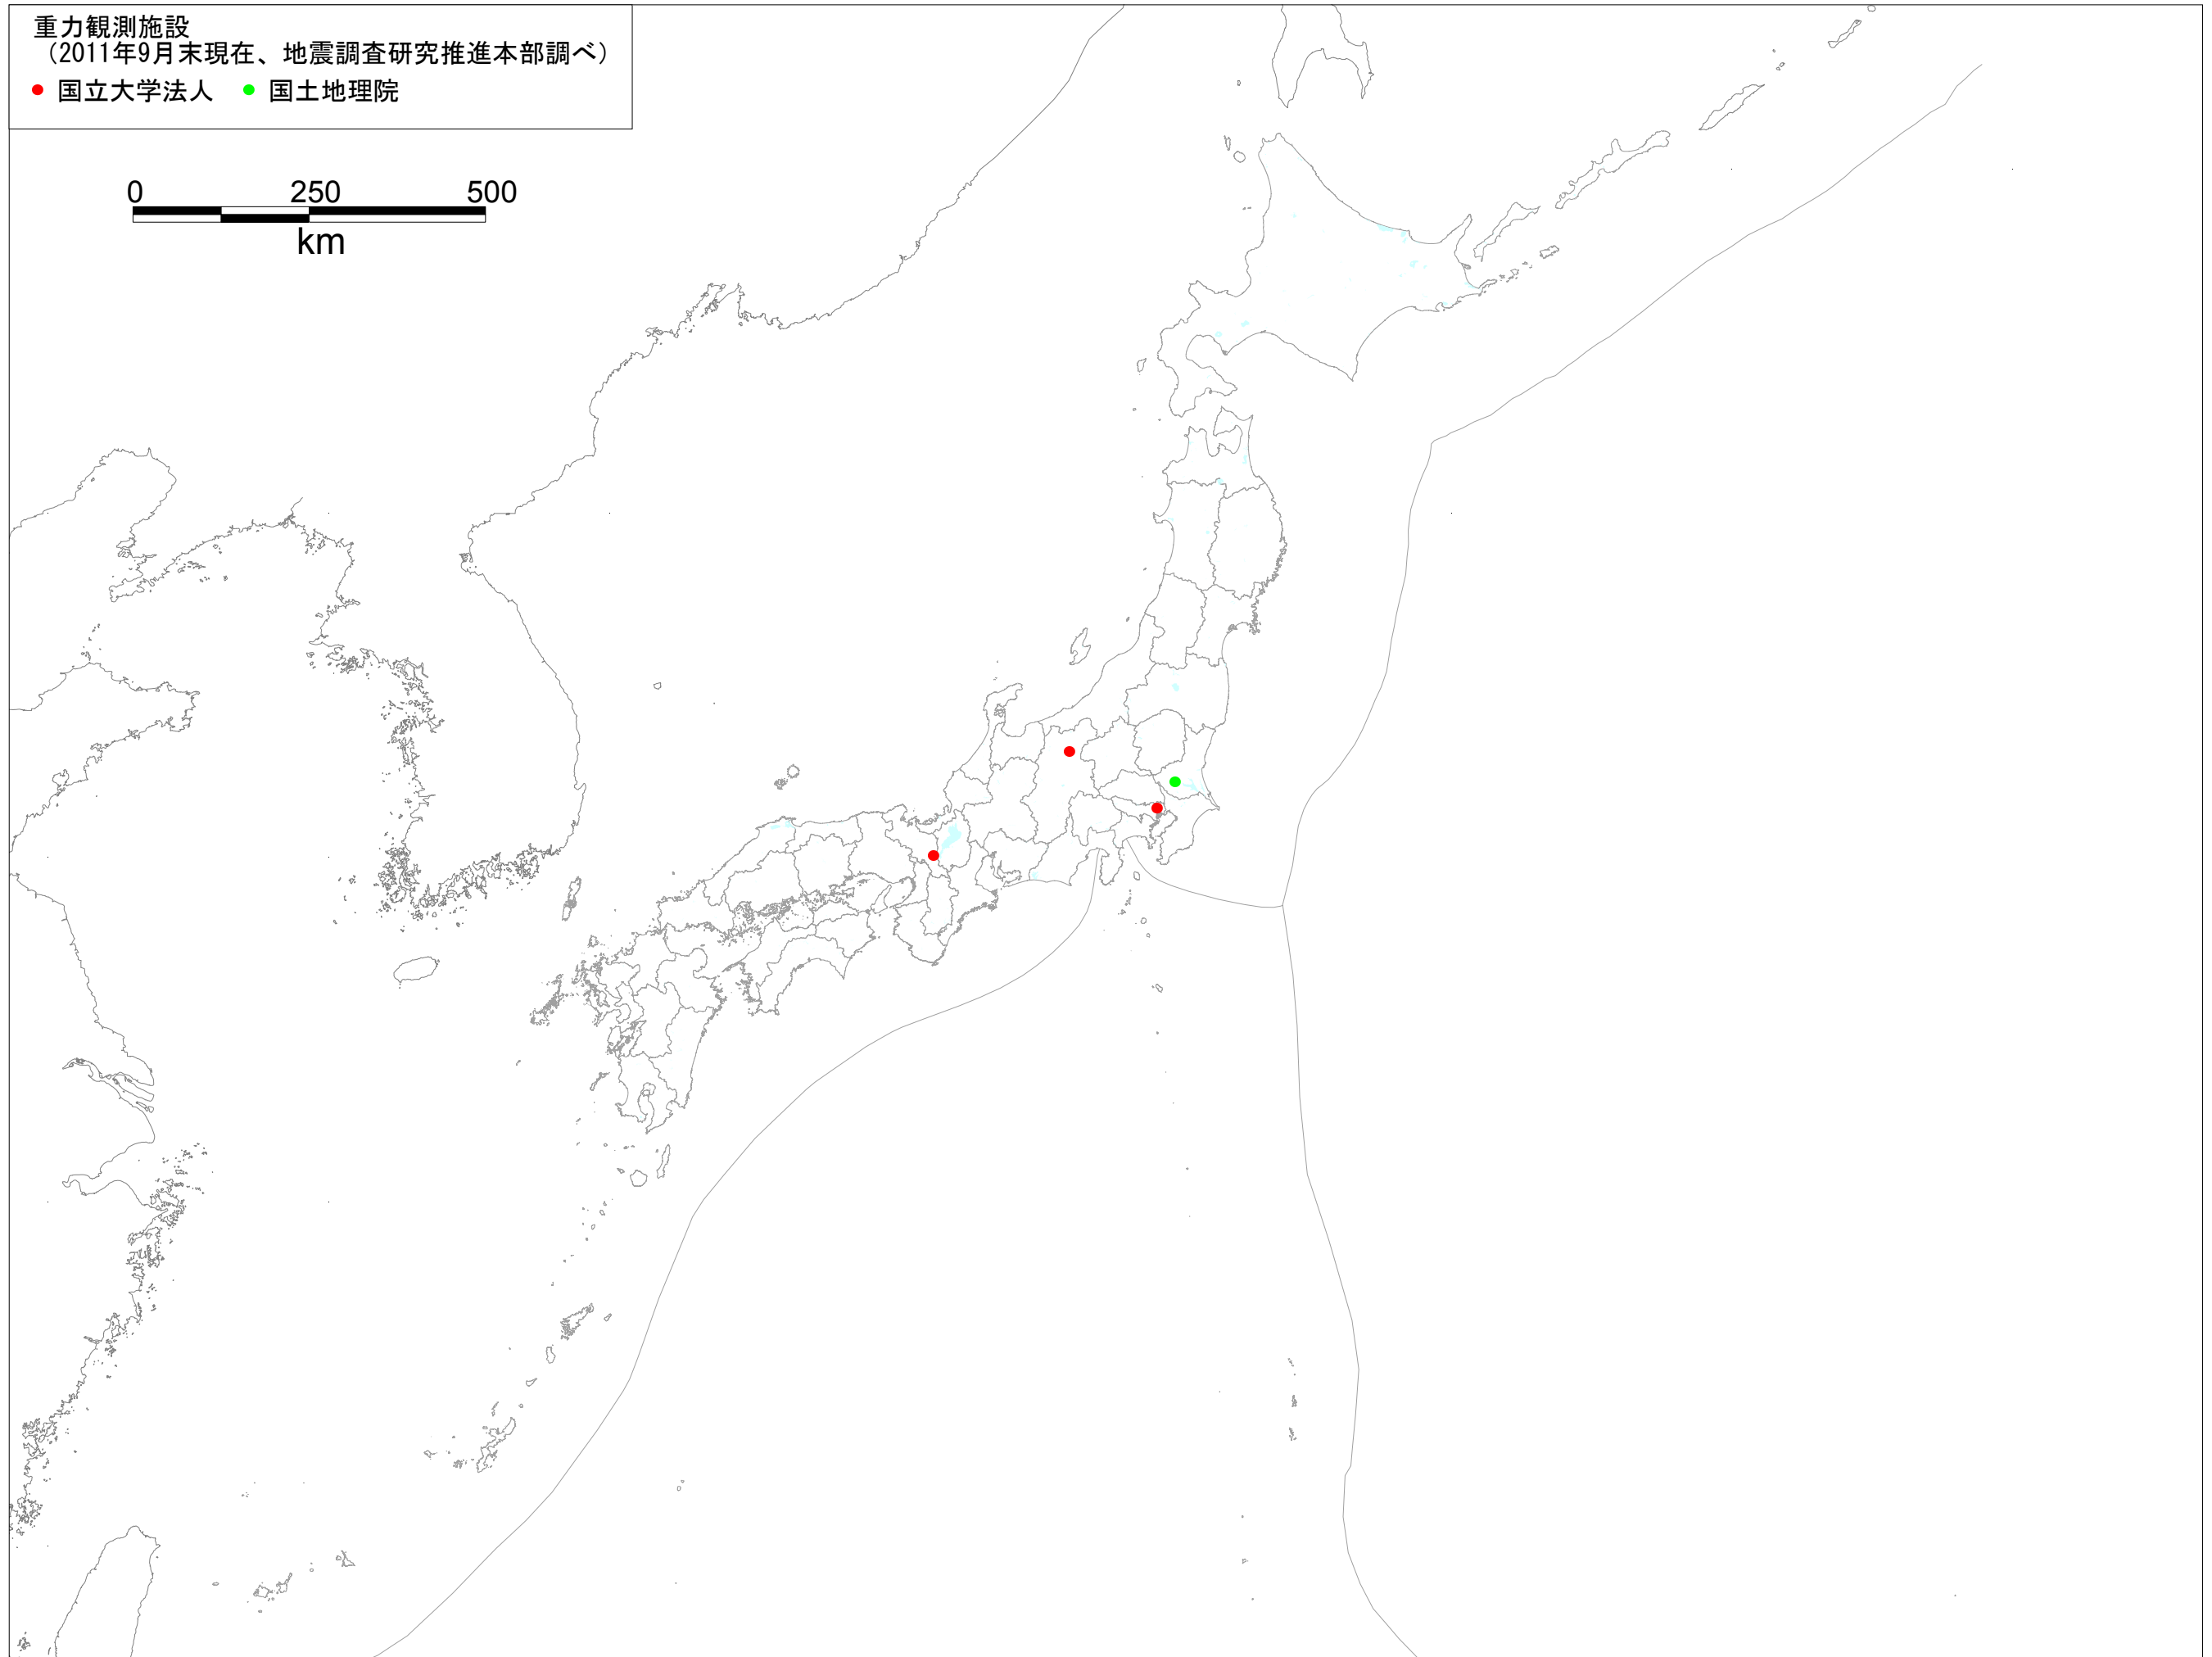 重力観測施設
（2011年9月末現在、地震調査研究推進本部調べ）
国立大学法人 国土地理院
0 250 500
km